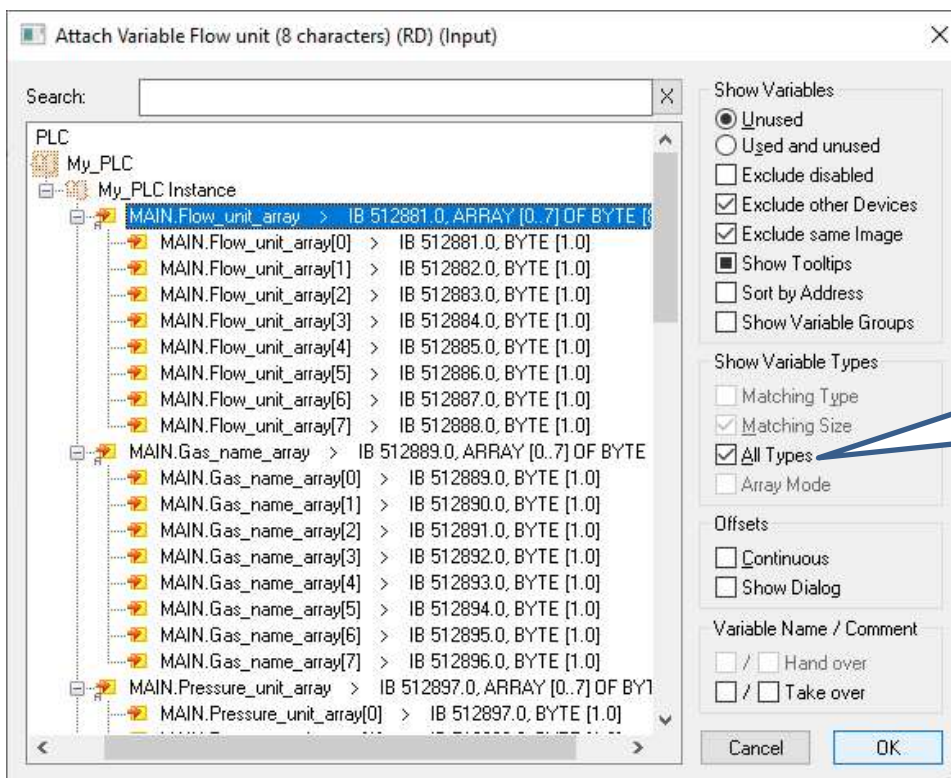 Attach Variable Flow unit (8 characters) (RD) (Input)
Search:
PLC
My_PLC
My_PLC Instance
MAIN.Flow_unit_array > IB 512881.0, ARRAY [0..7] OF BYTE [8
MAIN.Flow_unit_array[0] > IB 512881.0, BYTE [1.0]
MAIN.Flow_unit_array[1] > IB 512882.0, BYTE [1.0]
MAIN.Flow_unit_array[2] > IB 512883.0, BYTE [1.0]
MAIN.Flow_unit_array[3] > IB 512884.0, BYTE [1.0]
MAIN.Flow_unit_array[4] > IB 512885.0, BYTE [1.0]
MAIN.Flow_unit_array[5] > IB 512886.0, BYTE [1.0]
MAIN.Flow_unit_array[6] > IB 512887.0, BYTE [1.0]
MAIN.Flow_unit_array[7] > IB 512888.0, BYTE [1.0]
MAIN.Gas_name_array > IB 512889.0, ARRAY [0..7] OF BYTE
MAIN.Gas_name_array[0] > IB 512889.0, BYTE [1.0]
MAIN.Gas_name_array[1] > IB 512890.0, BYTE [1.0]
MAIN.Gas_name_array[2] > IB 512891.0, BYTE [1.0]
MAIN.Gas_name_array[3] > IB 512892.0, BYTE [1.0]
MAIN.Gas_name_array[4] > IB 512893.0, BYTE [1.0]
MAIN.Gas_name_array[5] > IB 512894.0, BYTE [1.0]
MAIN.Gas_name_array[6] > IB 512895.0, BYTE [1.0]
MAIN.Gas_name_array[7] > IB 512896.0, BYTE [1.0]
MAIN.Pressure_unit_array > IB 512897.0, ARRAY [0..7] OF BYT
MAIN.Pressure_unit_array[0] > IB 512897.0, BYTE [1.0]
Show Variables
Unused
Used and unused
Exclude disabled
Exclude other Devices
Exclude same Image
Show Tooltips
Sort by Address
Show Variable Groups
Show Variable Types
Matching Type
Matching Size
All Types
Array Mode
Offsets
Continuous
Show Dialog
Variable Name / Comment
/ Hand over
/ Take over
Cancel
OK